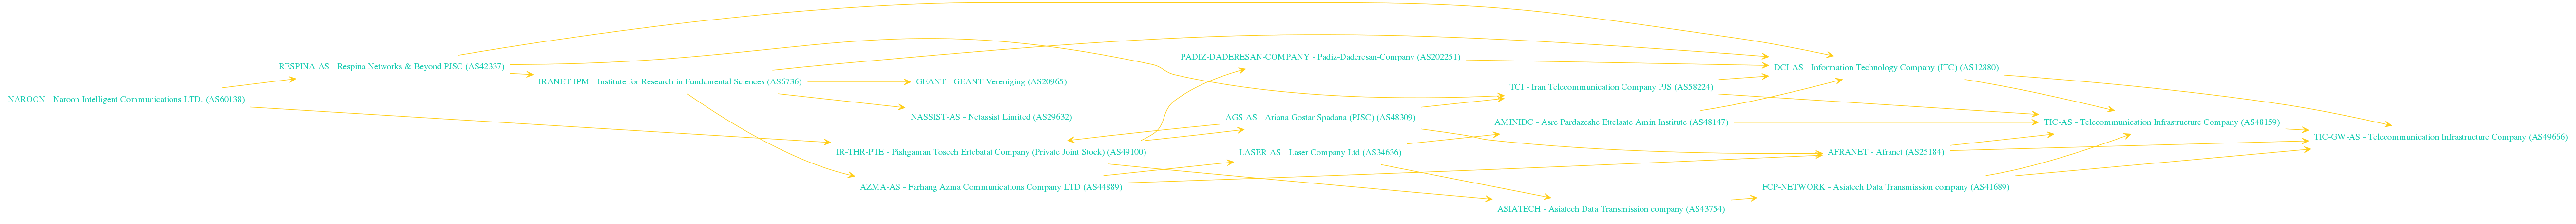 NAROON - Naroon Intelligent Communications LTD. (AS60138)
RESPINA-AS - Respina Networks & Beyond PJSC (AS42337)
IRANET-IPM - Institute for Research in Fundamental Sciences (AS6736)
GEANT - GEANT Vereniging (AS20965)
NASSIST-AS - Netassist Limited (AS29632)
IR-THR-PTE - Pishgaman Toseeh Ertebatat Company (Private Joint Stock) (AS49100)
AZMA-AS - Farhang Azma Communications Company LTD (AS44889)
PADIZ-DADERESAN-COMPANY - Padiz-Daderesan-Company (AS202251)
AGS-AS - Ariana Gostar Spadana (PJSC) (AS48309)
LASER-AS - Laser Company Ltd (AS34636)
TCI - Iran Telecommunication Company PJS (AS58224)
AMINIDC - Asre Pardazeshe Ettelaate Amin Institute (AS48147)
ASIATECH - Asiatech Data Transmission company (AS43754)
DCI-AS - Information Technology Company (ITC) (AS12880)
AFRANET - Afranet (AS25184)
FCP-NETWORK - Asiatech Data Transmission company (AS41689)
TIC-AS - Telecommunication Infrastructure Company (AS48159)
TIC-GW-AS - Telecommunication Infrastructure Company (AS49666)